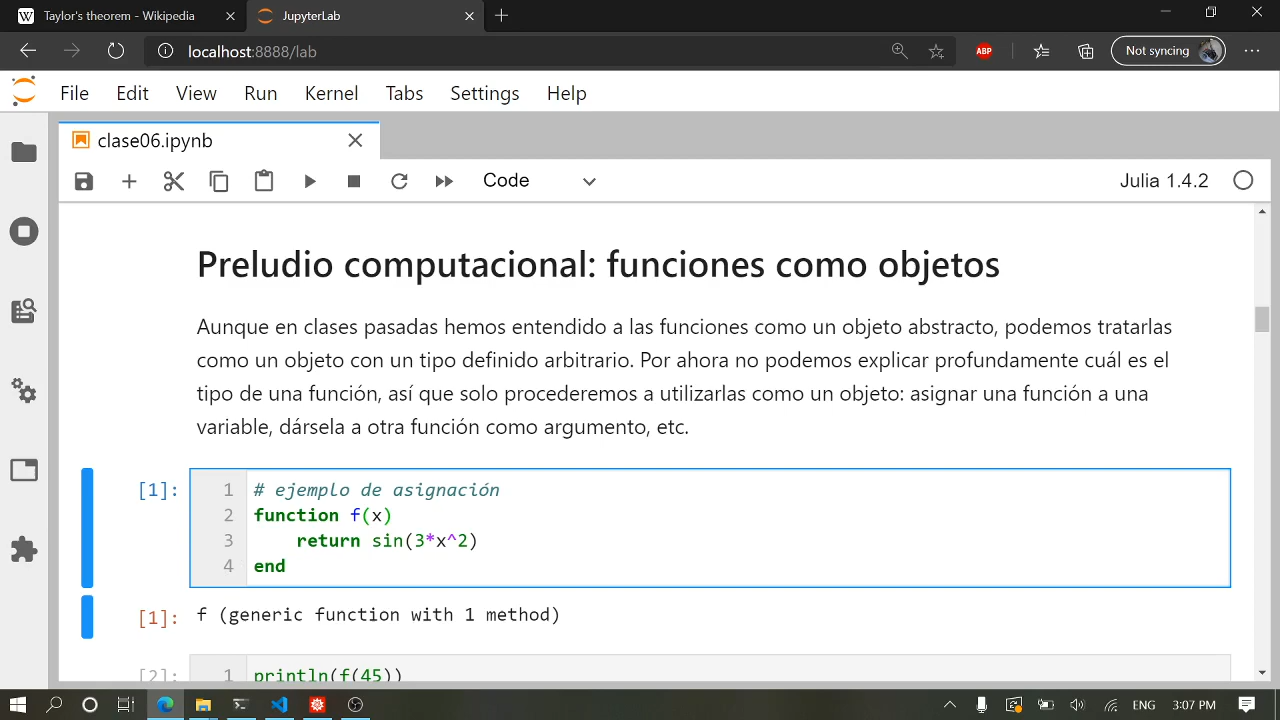 Taylor's theorem - Wikipedia
JupyterLab
localhost:8888/lab
ABP
Not syncing
File Edit View Run Kernel Tabs Settings Help
clase06.ipynb
Code
Julia 1.4.2
Preludio computacional: funciones como objetos
Aunque en clases pasadas hemos entendido a las funciones como un objeto abstracto, podemos tratarlas
como un objeto con un tipo definido arbitrario. Por ahora no podemos explicar profundamente cuál es el
tipo de una función, así que solo procederemos a utilizarlas como un objeto: asignar una función a una
variable, dársela a otra función como argumento, etc.
[1]: 1 # ejemplo de asignación
2 function f(x)
3 return sin(3*x^2)
4 end
[1]: f (generic function with 1 method)
[2]: 1 println(f(45))
ENG 3:07 PM